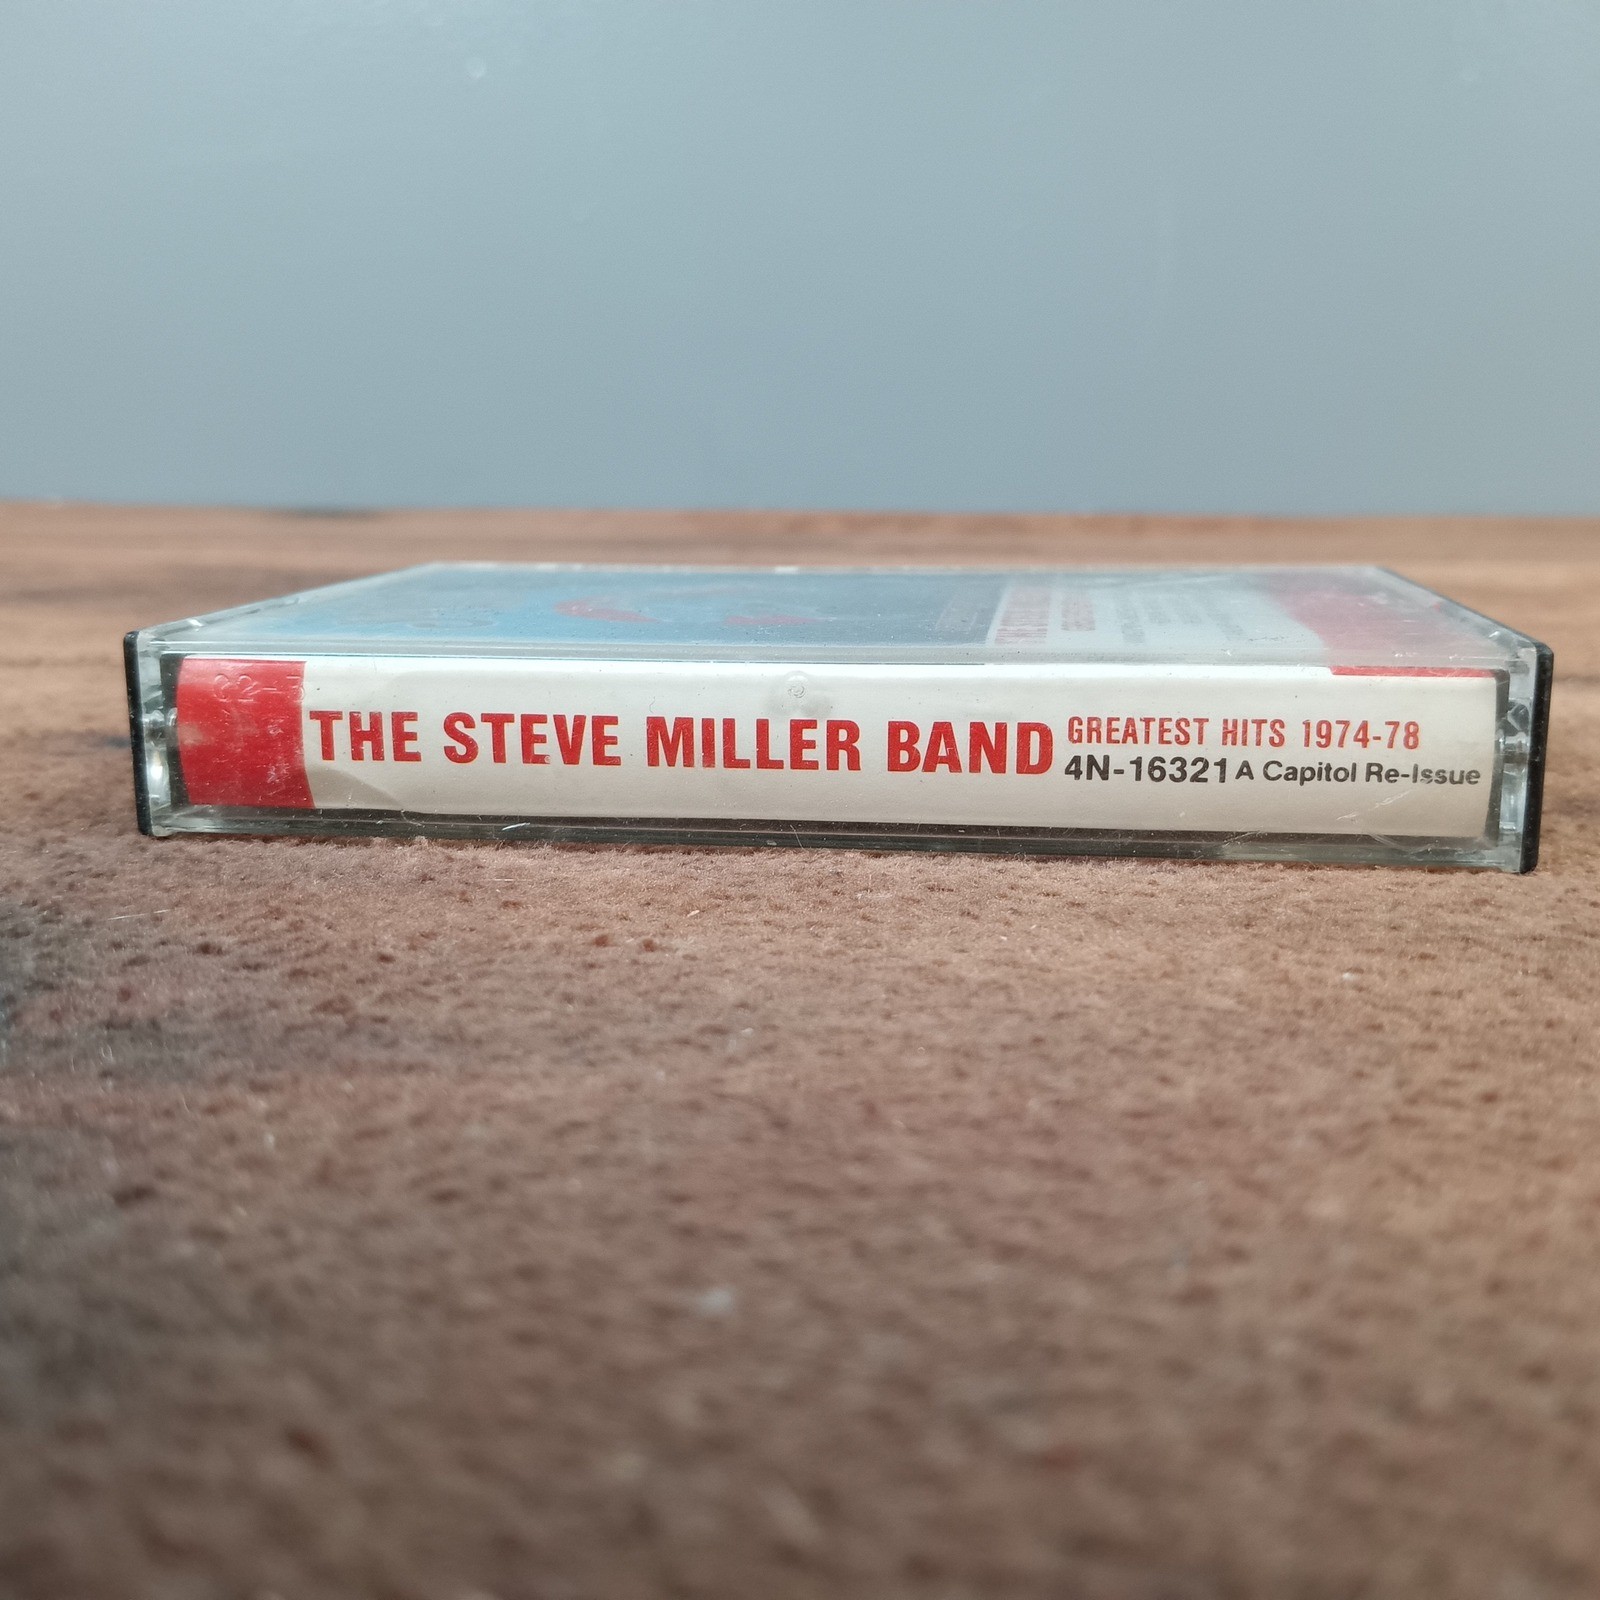 THE STEVE MILLER BAND
GREATEST HITS 1974-78
4N-16321 A Capitol Re-Issue